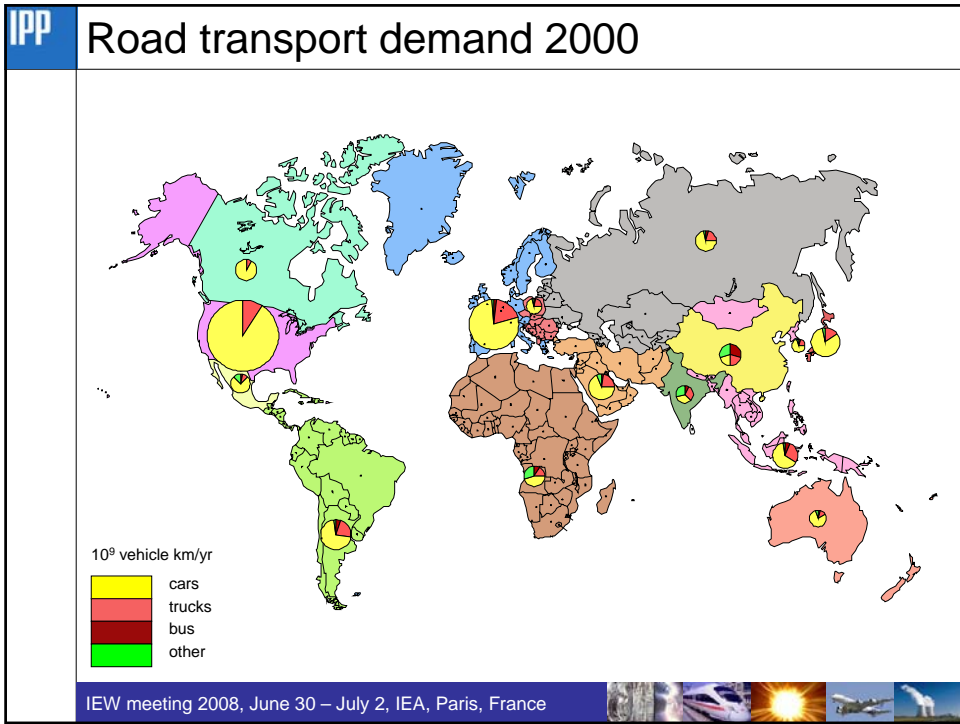 IPP
Road transport demand 2000
10⁹ vehicle km/yr
cars
trucks
bus
other
IEW meeting 2008, June 30 – July 2, IEA, Paris, France